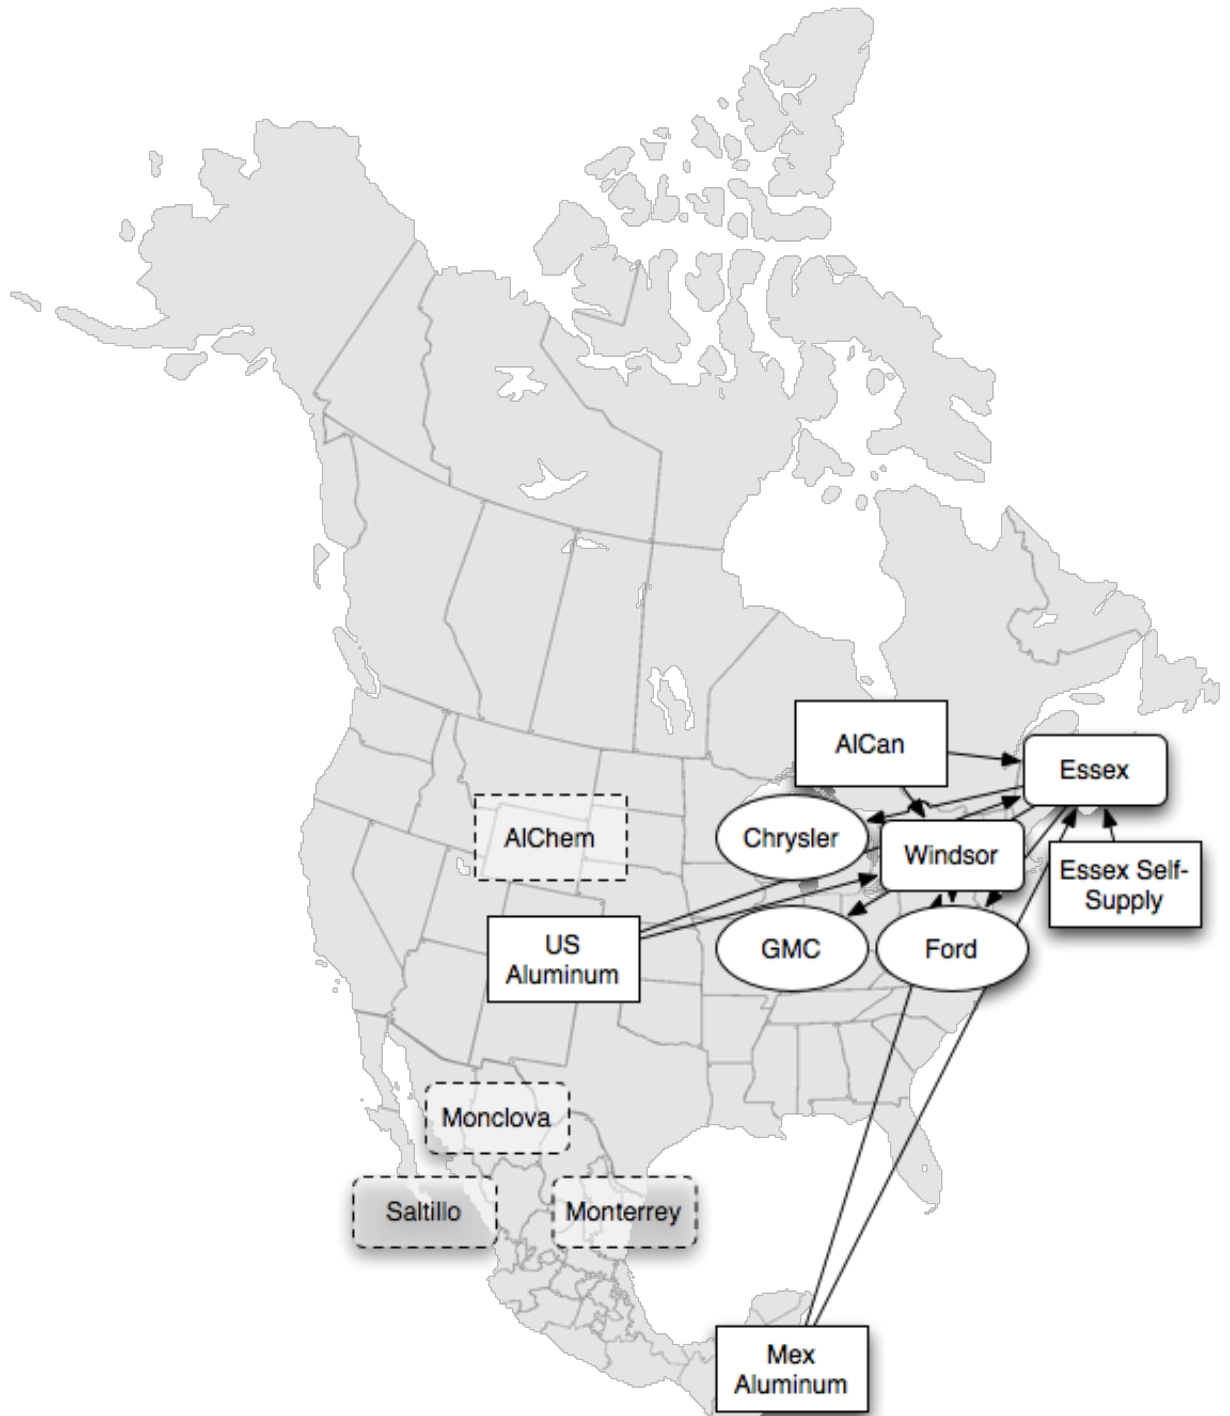 AlCan
Essex
AlChem
Chrysler
Windsor
Essex Self-
Supply
US
Aluminum
GMC
Ford
Monclova
Saltillo
Monterrey
Mex
Aluminum